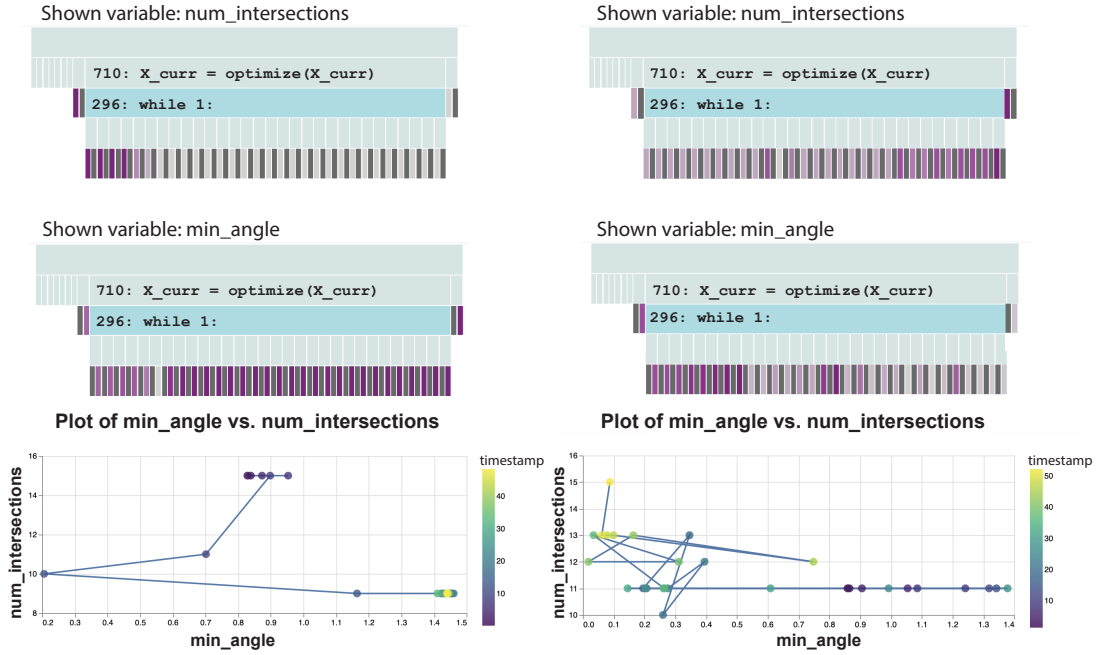 Shown variable: num_intersections
710: X_curr = optimize(X_curr)
296: while 1:
Shown variable: min_angle
710: X_curr = optimize(X_curr)
296: while 1:
Plot of min_angle vs. num_intersections
timestamp
num_intersections
16
14
12
10
8
0.2 0.3 0.4 0.5 0.6 0.7 0.8 0.9 1.0 1.1 1.2 1.3 1.4 1.5
min_angle
40
30
20
10
Shown variable: num_intersections
710: X_curr = optimize(X_curr)
296: while 1:
Shown variable: min_angle
710: X_curr = optimize(X_curr)
296: while 1:
Plot of min_angle vs. num_intersections
timestamp
num_intersections
16
15
14
13
12
11
10
0.0 0.1 0.2 0.3 0.4 0.5 0.6 0.7 0.8 0.9 1.0 1.1 1.2 1.3 1.4
min_angle
50
40
30
20
10